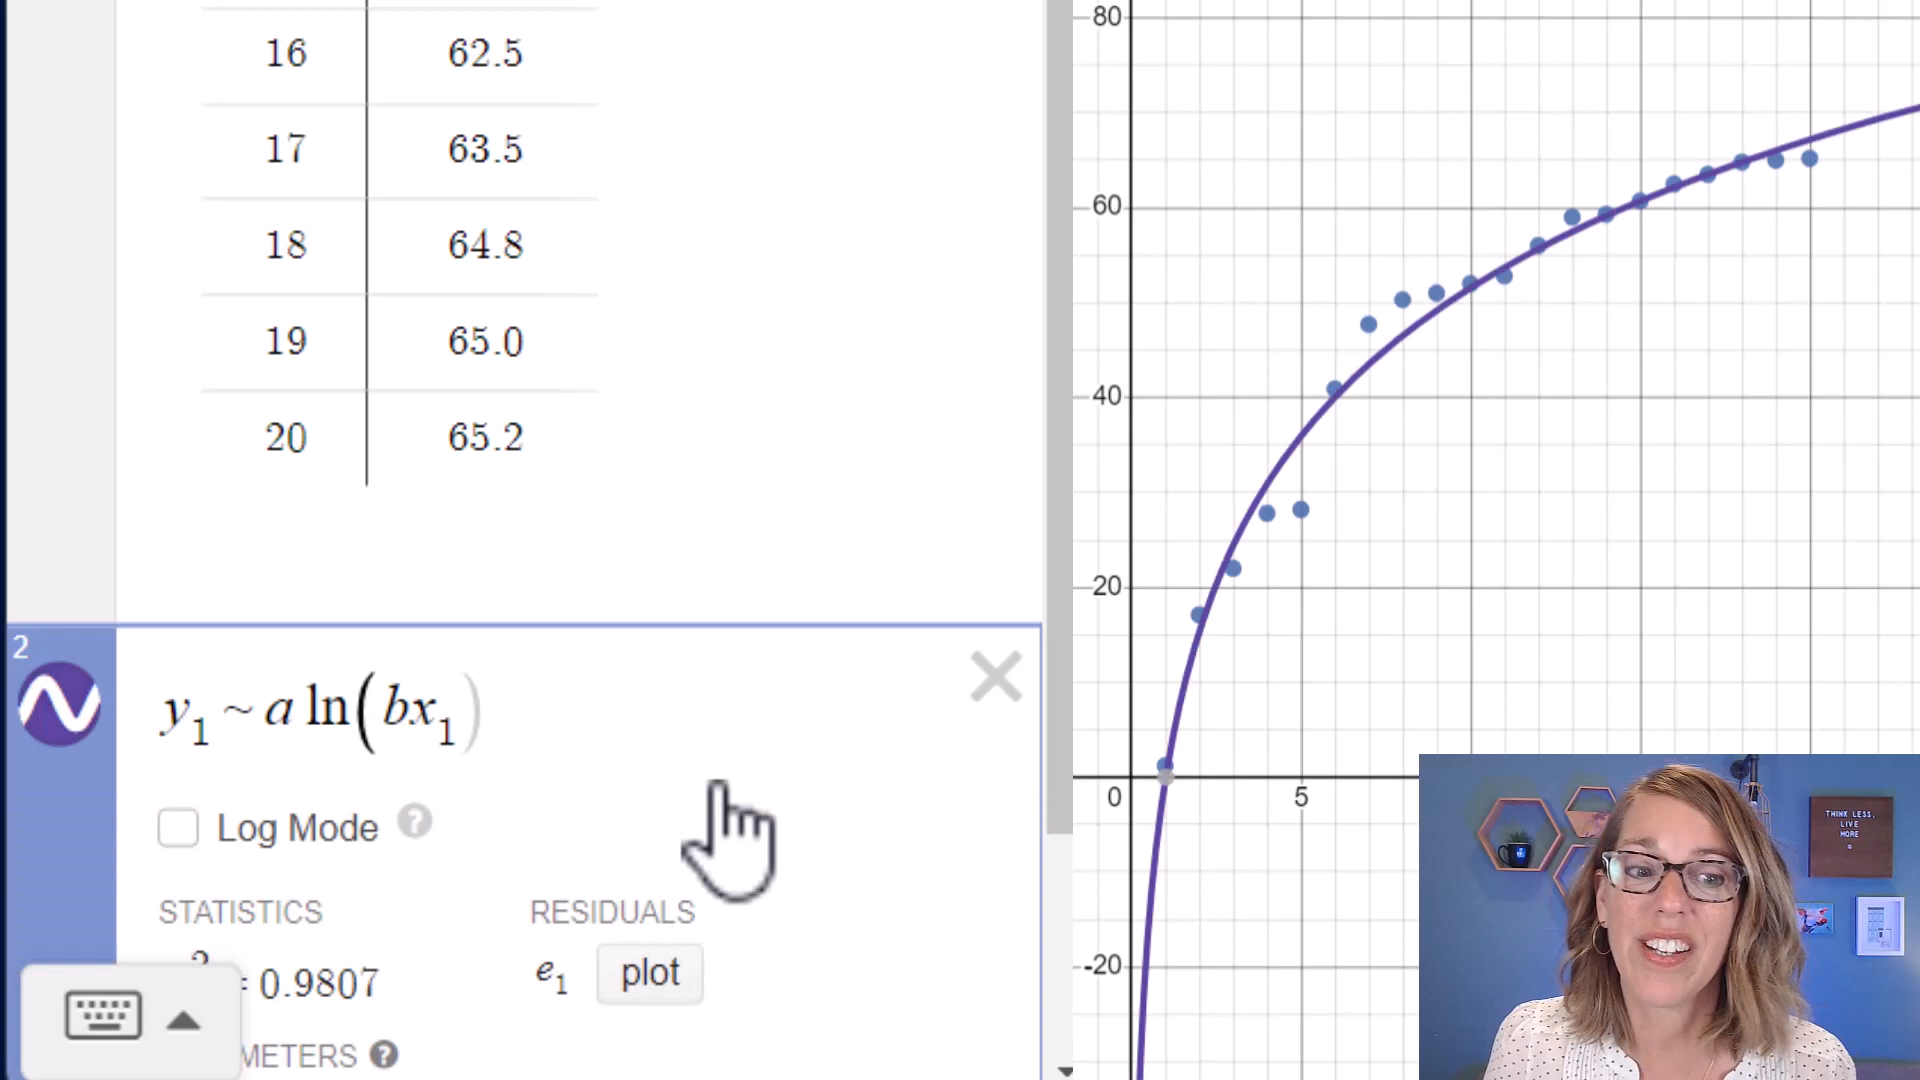 16 62.5
17 63.5
18 64.8
19 65.0
20 65.2
2
y₁ ~ a ln(bx₁)
Log Mode ?
STATISTICS
2 = 0.9807
RESIDUALS
e₁ plot
METERS ?
80
60
40
20
0
5
-20
THINK LESS,
LIVE
MORE